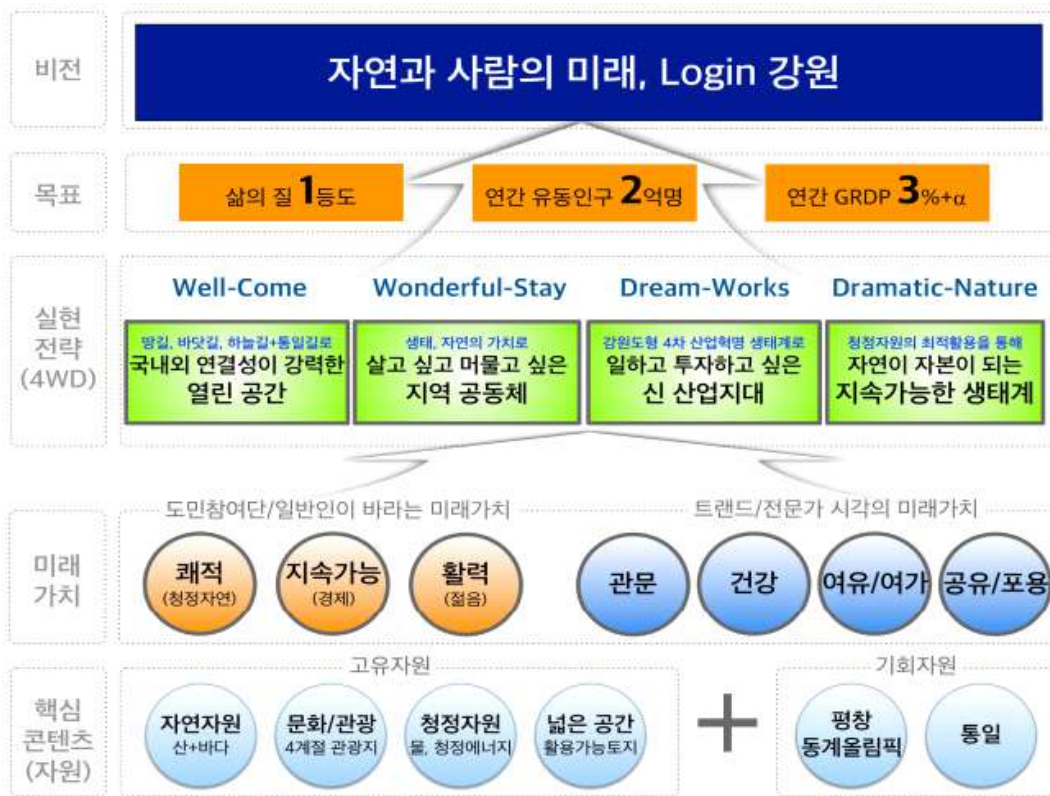 비전
자연과 사람의 미래, Login 강원
목표
삶의 질 1등도
연간 유동인구 2억명
연간 GRDP 3%+α
실현
전략
(4WD)
Well-Come
땅길, 바닷길, 하늘길+통일길로
국내외 연결성이 강력한
열린 공간
Wonderful-Stay
생태, 자연의 가치로
살고 싶고 머물고 싶은
지역 공동체
Dream-Works
강원도형 4차 산업혁명 생태계로
일하고 투자하고 싶은
신 산업지대
Dramatic-Nature
청정자원의 최적활용을 통해
자연이 자본이 되는
지속가능한 생태계
미래
가치
도민참여단/일반인이 바라는 미래가치
쾌적
(청정자연)
지속가능
(경제)
활력
(젊음)
트랜드/전문가 시각의 미래가치
관문
건강
여유/여가
공유/포용
핵심
콘텐츠
(자원)
고유자원
자연자원
산+바다
문화/관광
4계절 관광지
청정자원
물, 청정에너지
넓은 공간
활용가능토지
+
기회자원
평창
동계올림픽
통일